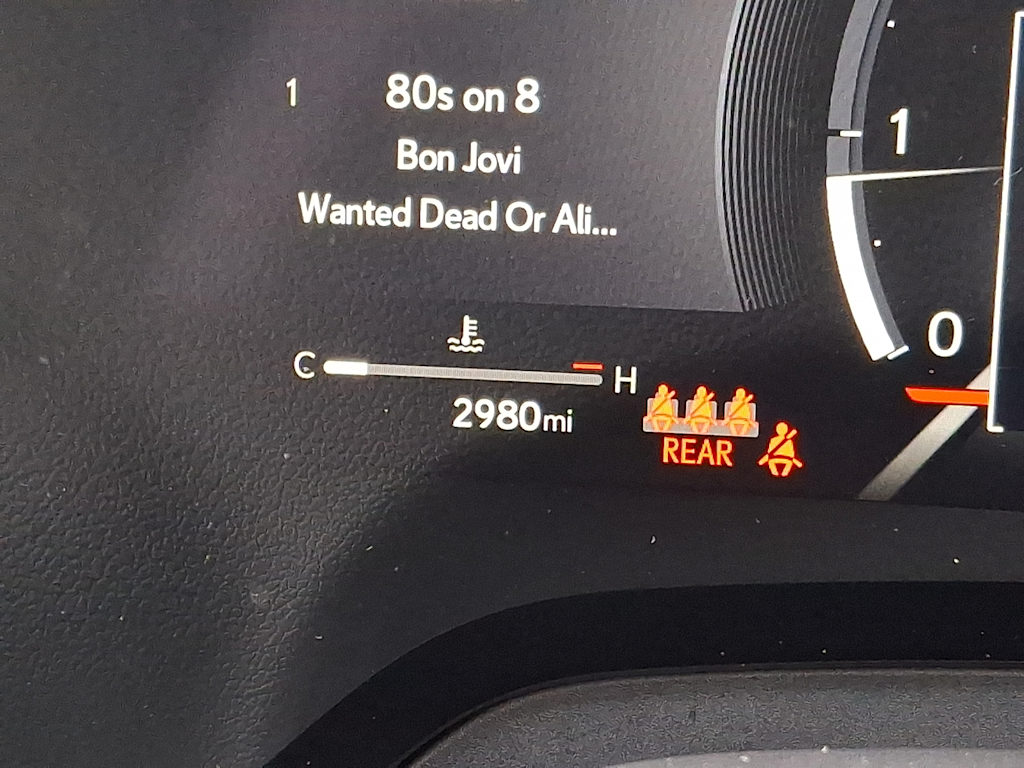 1 80s on 8
Bon Jovi
Wanted Dead Or Ali...
1
0
C H
2980mi
REAR